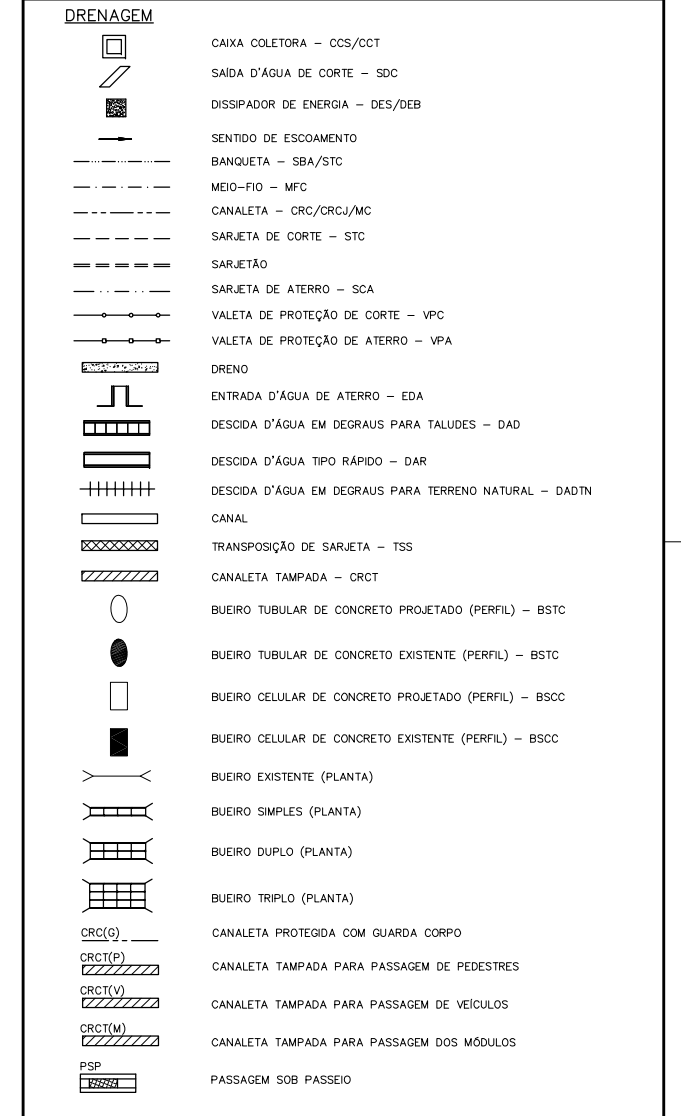 DRENAGEM
CAIXA COLETORA – CCS/CCT
SAÍDA D'ÁGUA DE CORTE – SDC
DISSIPADOR DE ENERGIA – DES/DEB
SENTIDO DE ESCOAMENTO
BANQUETA – SBA/STC
MEIO–FIO – MFC
CANALETA – CRC/CRCJ/MC
SARJETA DE CORTE – STC
SARJETÃO
SARJETA DE ATERRO – SCA
VALETA DE PROTEÇÃO DE CORTE – VPC
VALETA DE PROTEÇÃO DE ATERRO – VPA
DRENO
ENTRADA D'ÁGUA DE ATERRO – EDA
DESCIDA D'ÁGUA EM DEGRAUS PARA TALUDES – DAD
DESCIDA D'ÁGUA TIPO RÁPIDO – DAR
DESCIDA D'ÁGUA EM DEGRAUS PARA TERRENO NATURAL – DADTN
CANAL
TRANSPOSIÇÃO DE SARJETA – TSS
CANALETA TAMPADA – CRCT
BUEIRO TUBULAR DE CONCRETO PROJETADO (PERFIL) – BSTC
BUEIRO TUBULAR DE CONCRETO EXISTENTE (PERFIL) – BSTC
BUEIRO CELULAR DE CONCRETO PROJETADO (PERFIL) – BSCC
BUEIRO CELULAR DE CONCRETO EXISTENTE (PERFIL) – BSCC
BUEIRO EXISTENTE (PLANTA)
BUEIRO SIMPLES (PLANTA)
BUEIRO DUPLO (PLANTA)
BUEIRO TRIPLO (PLANTA)
CRC(G) CANALETA PROTEGIDA COM GUARDA CORPO
CRCT(P) CANALETA TAMPADA PARA PASSAGEM DE PEDESTRES
CRCT(V) CANALETA TAMPADA PARA PASSAGEM DE VEÍCULOS
CRCT(M) CANALETA TAMPADA PARA PASSAGEM DOS MÓDULOS
PSP PASSAGEM SOB PASSEIO